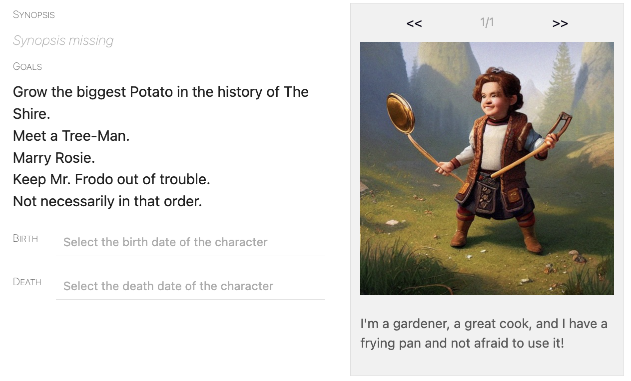 Synopsis
Synopsis missing
Goals
Grow the biggest Potato in the history of The
Shire.
Meet a Tree-Man.
Marry Rosie.
Keep Mr. Frodo out of trouble.
Not necessarily in that order.
Birth
Select the birth date of the character
Death
Select the death date of the character
<< 1/1 >>
I'm a gardener, a great cook, and I have a
frying pan and not afraid to use it!